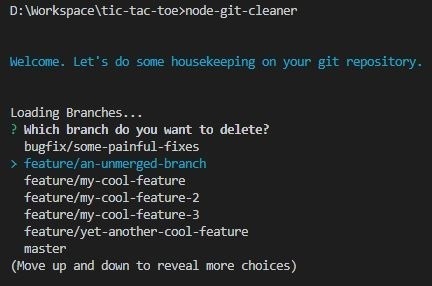 D:\Workspace\tic-tac-toe>node-git-cleaner
Welcome. Let's do some housekeeping on your git repository.
Loading Branches...
? Which branch do you want to delete?
bugfix/some-painful-fixes
> feature/an-unmerged-branch
feature/my-cool-feature
feature/my-cool-feature-2
feature/my-cool-feature-3
feature/yet-another-cool-feature
master
(Move up and down to reveal more choices)